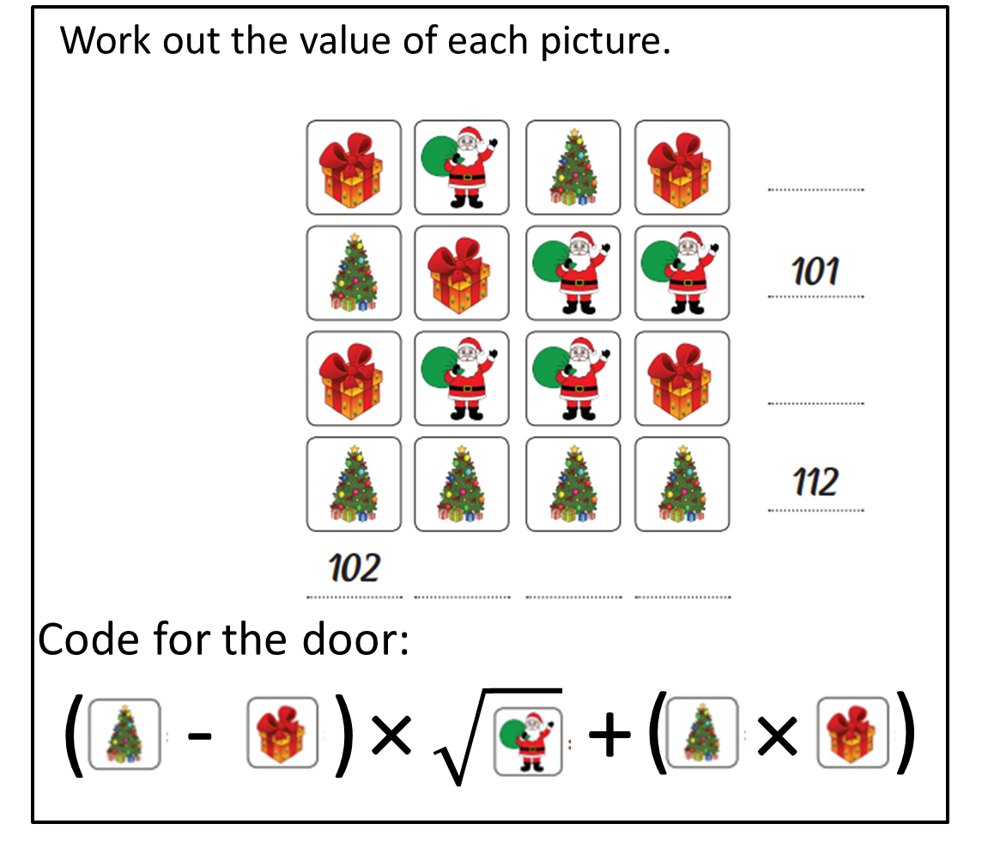 Work out the value of each picture.
101
112
102
Code for the door:
( - ) × √ + ( × )